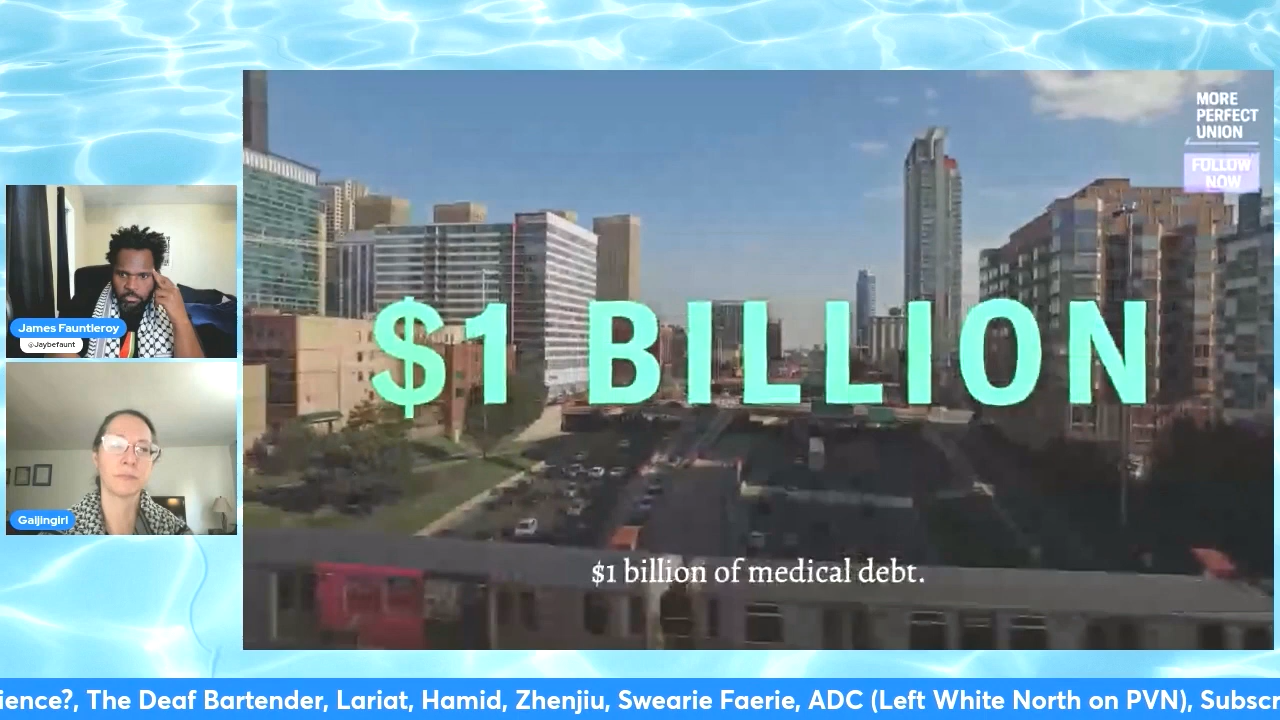 MORE
PERFECT
UNION
FOLLOW
NOW
James Fauntleroy
@Jaybefaunt
$1 BILLION
Gaijingirl
$1 billion of medical debt.
ience?, The Deaf Bartender, Lariat, Hamid, Zhenjiu, Swearie Faerie, ADC (Left White North on PVN), Subscr